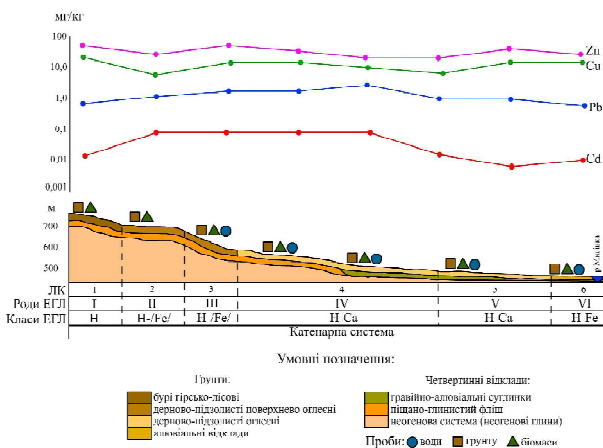 мг/кг
100
10,0
1,0
0,1
0,01
0,001
Zn
Cu
Pb
Cd
м
700
600
500
ЛК 1 2 3 4 5 6
Роди ЕГЛ I II III IV V VI
Класи ЕГЛ H H-/Fe/ H /Fe/ H Ca H Ca H Fe
Катенарна система
Умовні позначення:
Грунти:
бурі гірсько-лісові
дерново-підзолисті поверхнево оглеєні
дерново-підзолисті оглеєні
алювіальні відклади
Четвертинні відклади:
гравійно-алювіальні суглинки
піщано-глинистий фліш
неогенова система (неогенові глини)
Проби: води грунту біомаси